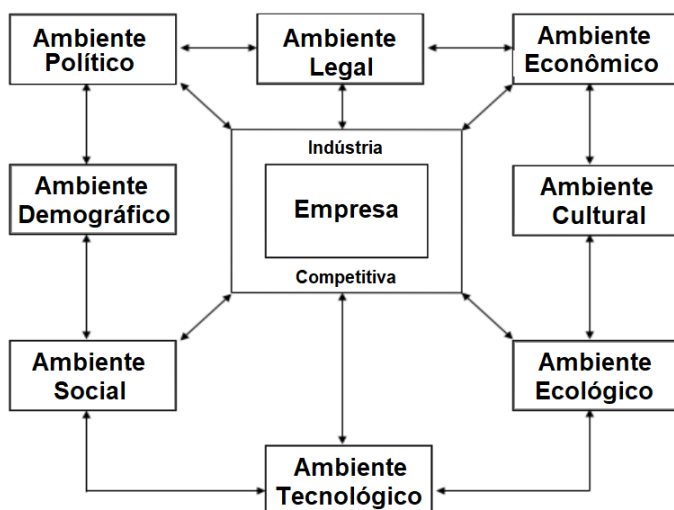 Ambiente
Político
Ambiente
Legal
Ambiente
Econômico
Indústria
Ambiente
Demográfico
Empresa
Ambiente
Cultural
Competitiva
Ambiente
Social
Ambiente
Ecológico
Ambiente
Tecnológico